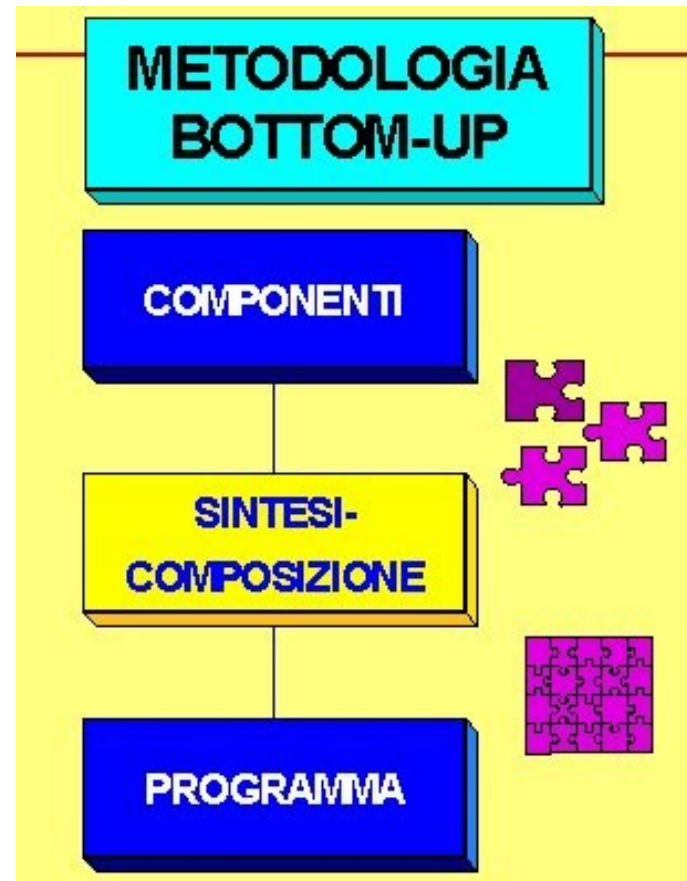 METODOLOGIA
BOTTOM-UP
COMPONENTI
SINTESI-
COMPOSIZIONE
PROGRAMMA